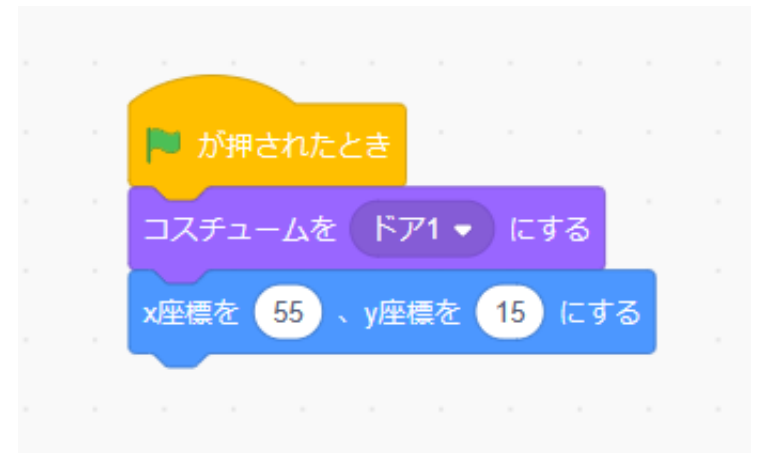 が押されたとき
コスチュームを ドア1 にする
x座標を 55 、y座標を 15 にする